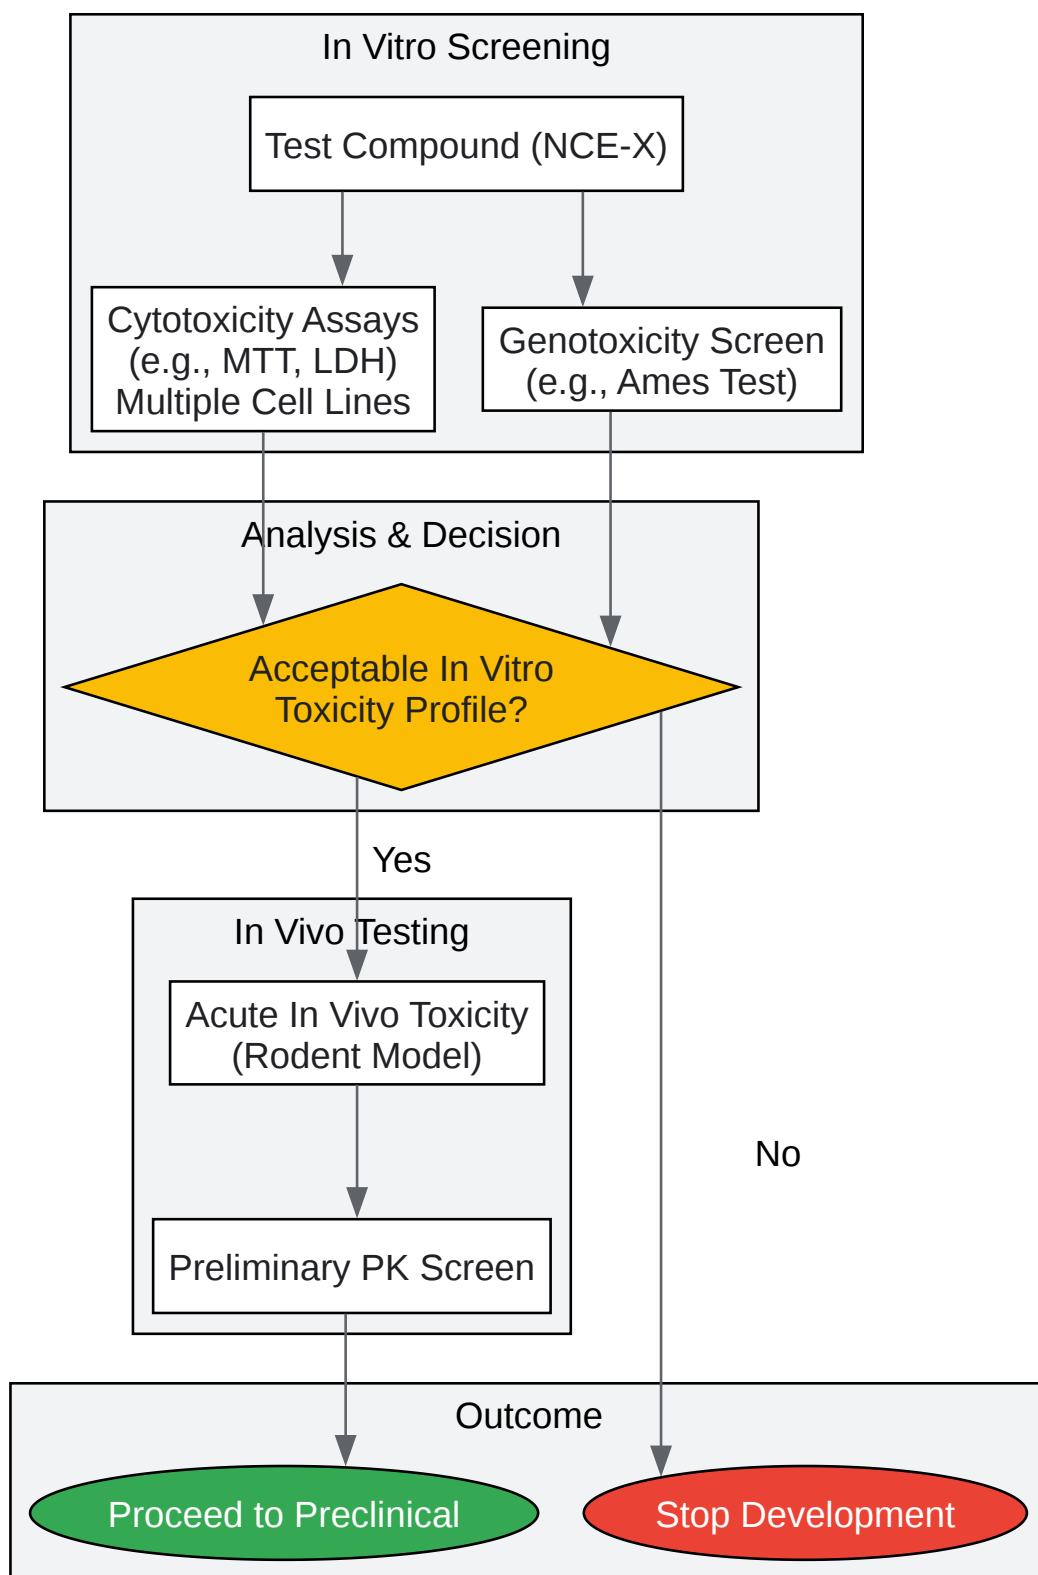 In Vitro Screening
Test Compound (NCE-X)
Cytotoxicity Assays
(e.g., MTT, LDH)
Multiple Cell Lines
Genotoxicity Screen
(e.g., Ames Test)
Analysis & Decision
Acceptable In Vitro
Toxicity Profile?
Yes
In Vivo Testing
Acute In Vivo Toxicity
(Rodent Model)
No
Preliminary PK Screen
Outcome
Proceed to Preclinical
Stop Development